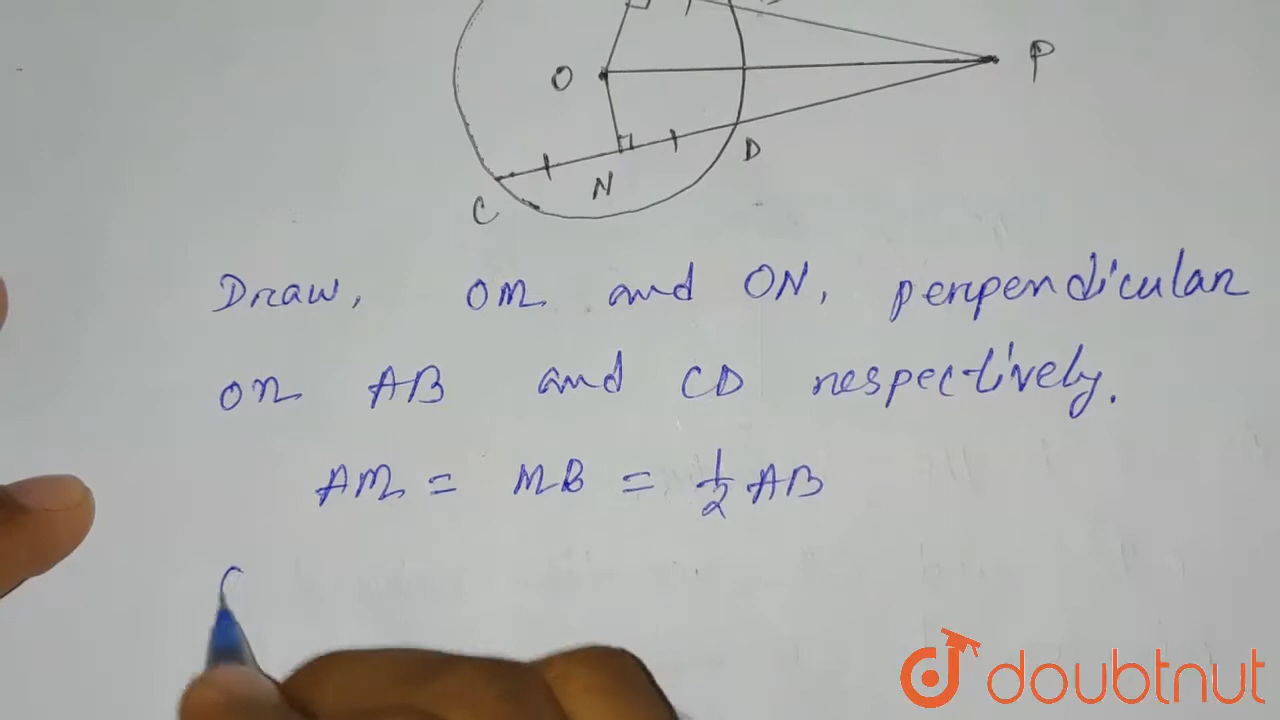 O
P
D
N
C
Draw, OM and ON, perpendicular
on AB and CD respectively.
AM = MB = 1/2 AB
C
doubtnut